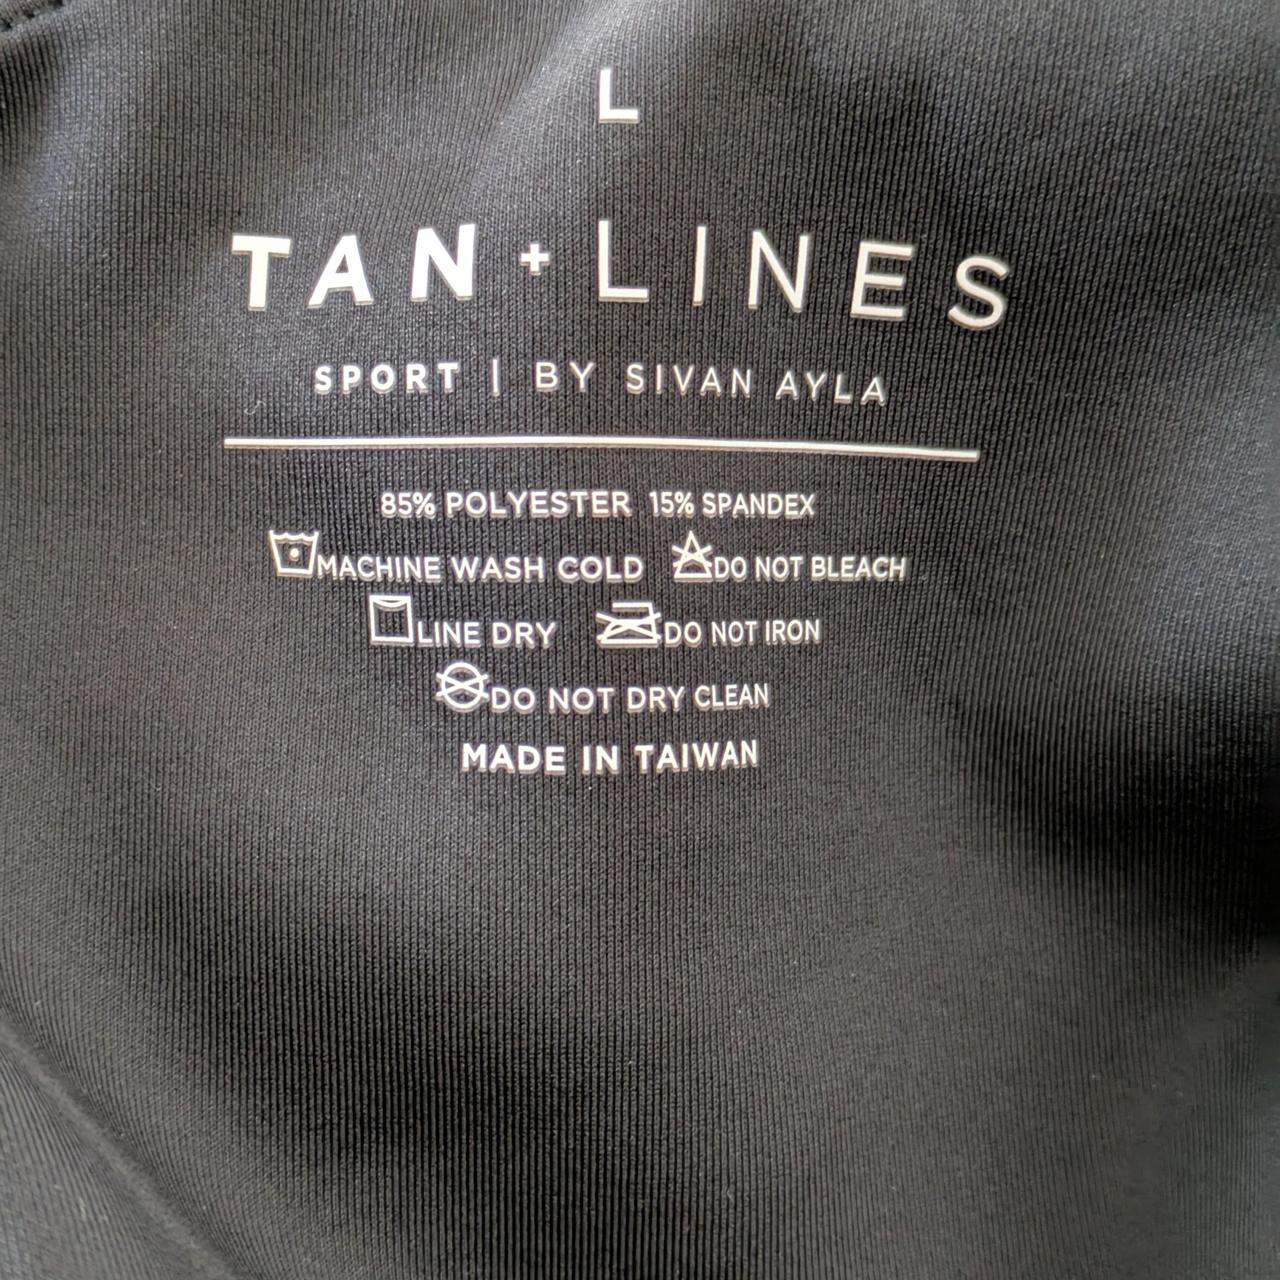 L
TAN + LINES
SPORT | BY SIVAN AYLA
85% POLYESTER 15% SPANDEX
MACHINE WASH COLD DO NOT BLEACH
LINE DRY DO NOT IRON
DO NOT DRY CLEAN
MADE IN TAIWAN